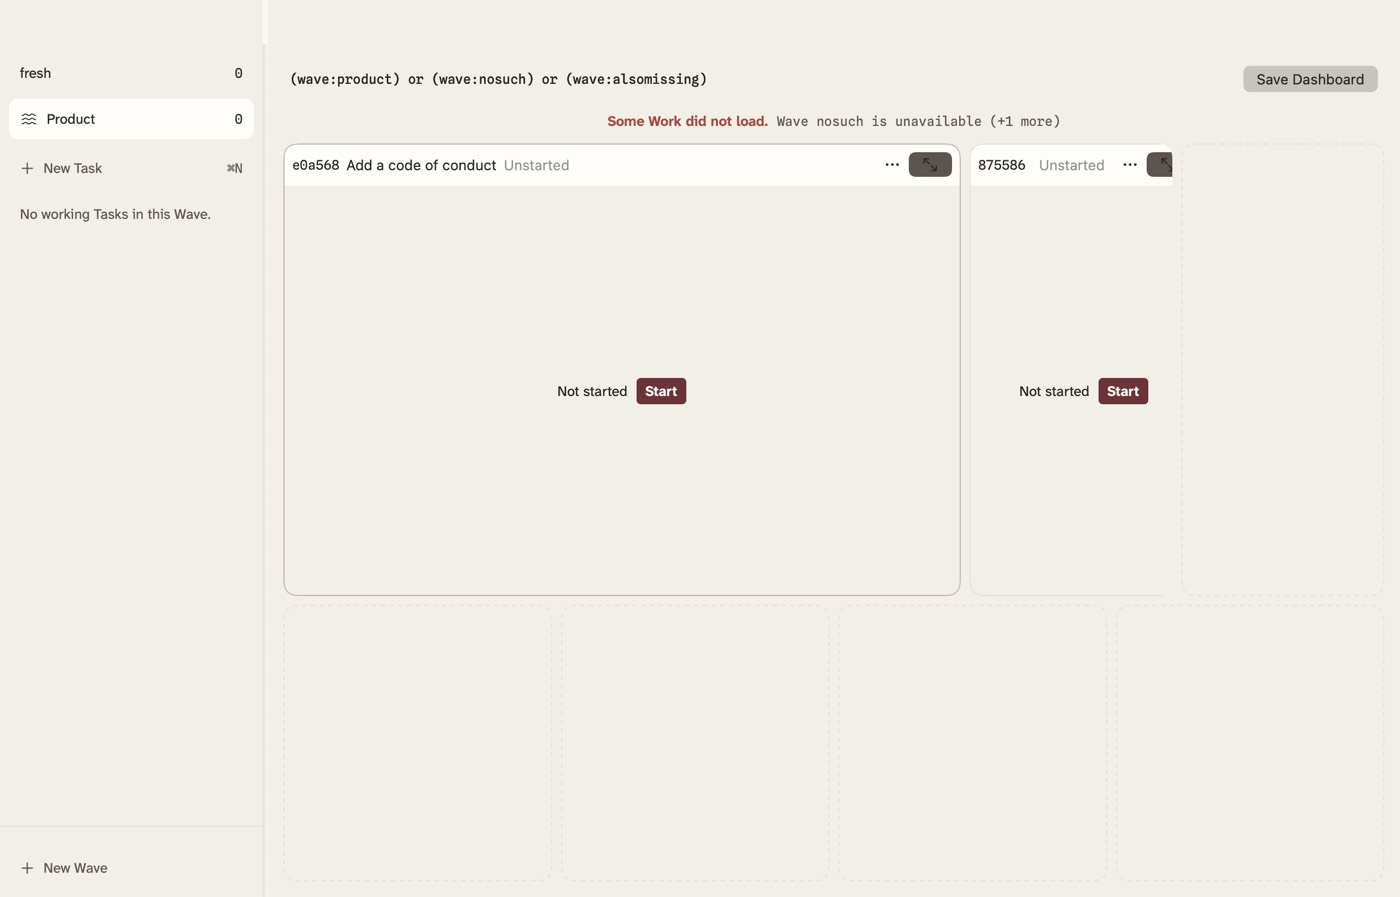 fresh 0
Product 0
New Task ⌘N
No working Tasks in this Wave.
New Wave
(wave:product) or (wave:nosuch) or (wave:alsomissing)
Save Dashboard
Some Work did not load. Wave nosuch is unavailable (+1 more)
e0a568 Add a code of conduct Unstarted
Not started Start
875586 Unstarted
Not started Start